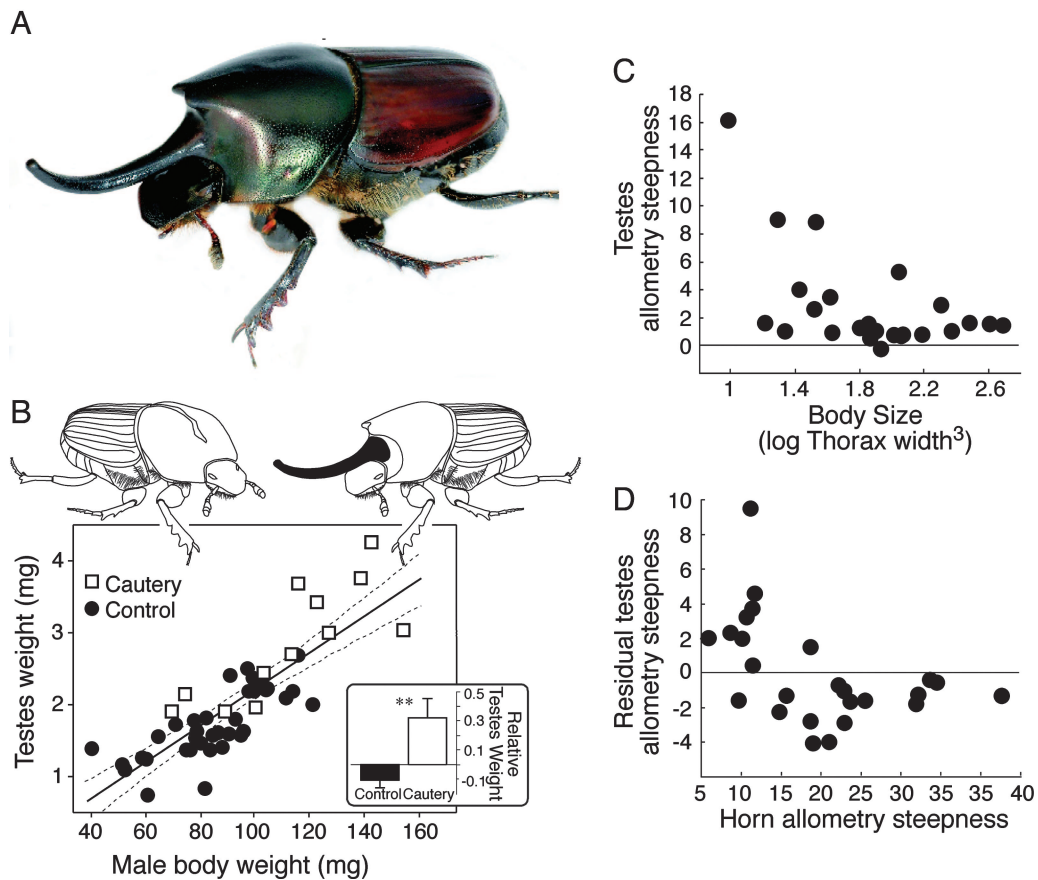 A
B
Testes weight (mg)
4
3
2
1
Cautery
Control
40
60
80
100
120
140
160
Male body weight (mg)
**
0.5
0.3
0.1
-0.1
Relative
Testes Weight
Control Cautery
C
Testes
allometry steepness
18
16
14
12
10
8
6
4
2
0
1
1.4
1.8
2.2
2.6
Body Size
(log Thorax width³)
D
Residual testes
allometry steepness
10
8
6
4
2
0
-2
-4
5
10
15
20
25
30
35
40
Horn allometry steepness